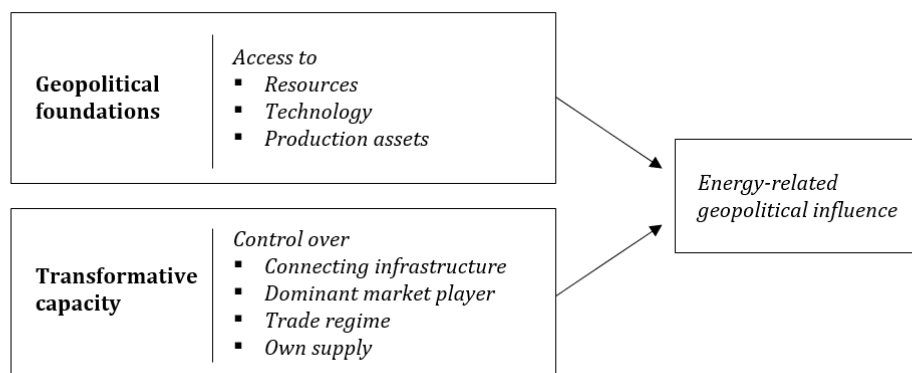 Geopolitical
foundations
Access to
▪ Resources
▪ Technology
▪ Production assets
Transformative
capacity
Control over
▪ Connecting infrastructure
▪ Dominant market player
▪ Trade regime
▪ Own supply
Energy-related
geopolitical influence